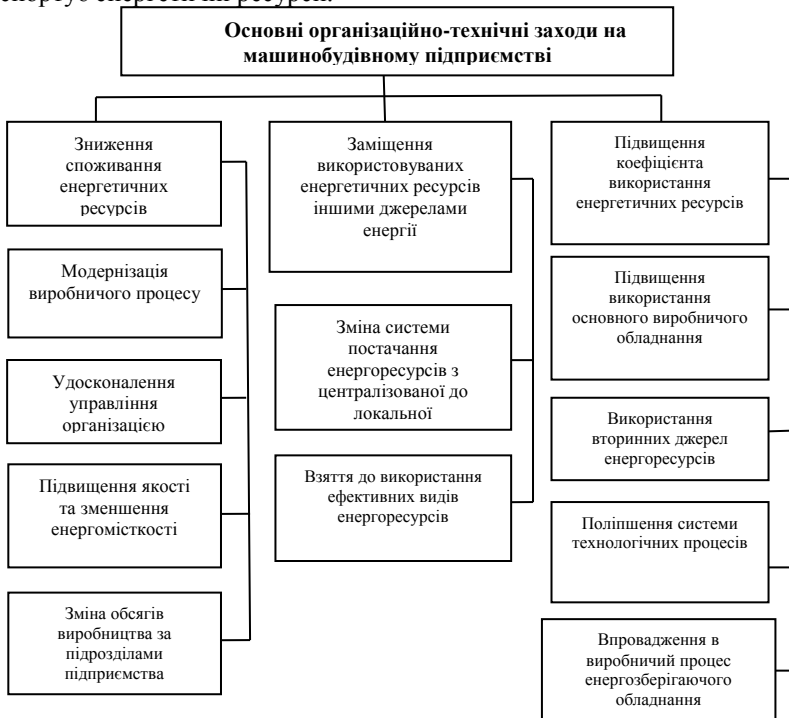 Основні організаційно-технічні заходи на
машинобудівному підприємстві
Зниження
споживання
енергетичних
ресурсів
Модернізація
виробничого процесу
Удосконалення
управління
організацією
Підвищення якості
та зменшення
енергомісткості
Зміна обсягів
виробництва за
підрозділами
підприємства
Заміщення
використовуваних
енергетичних ресурсів
іншими джерелами
енергії
Зміна системи
постачання
енергоресурсів з
централізованої до
локальної
Взяття до використання
ефективних видів
енергоресурсів
Підвищення
коефіцієнта
використання
енергетичних ресурсів
Підвищення
використання
основного виробничого
обладнання
Використання
вторинних джерел
енергоресурсів
Поліпшення системи
технологічних процесів
Впровадження в
виробничий процес
енергозберігаючого
обладнання